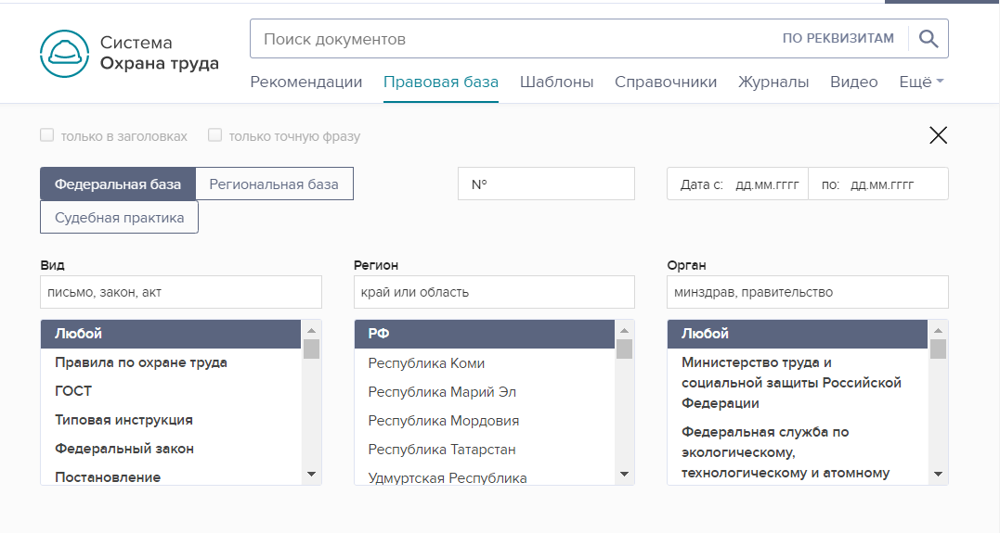 Система
Охрана труда
Поиск документов
ПО РЕКВИЗИТАМ
Рекомендации Правовая база Шаблоны Справочники Журналы Видео Ещё
только в заголовках только точную фразу
Федеральная база Региональная база
Судебная практика
№
Дата с: дд.мм.гггг по: дд.мм.гггг
Вид
письмо, закон, акт
Любой
Правила по охране труда
ГОСТ
Типовая инструкция
Федеральный закон
Постановление
Регион
край или область
РФ
Республика Коми
Республика Марий Эл
Республика Мордовия
Республика Татарстан
Удмуртская Республика
Орган
минздрав, правительство
Любой
Министерство труда и
социальной защиты Российской
Федерации
Федеральная служба по
экологическому,
технологическому и атомному